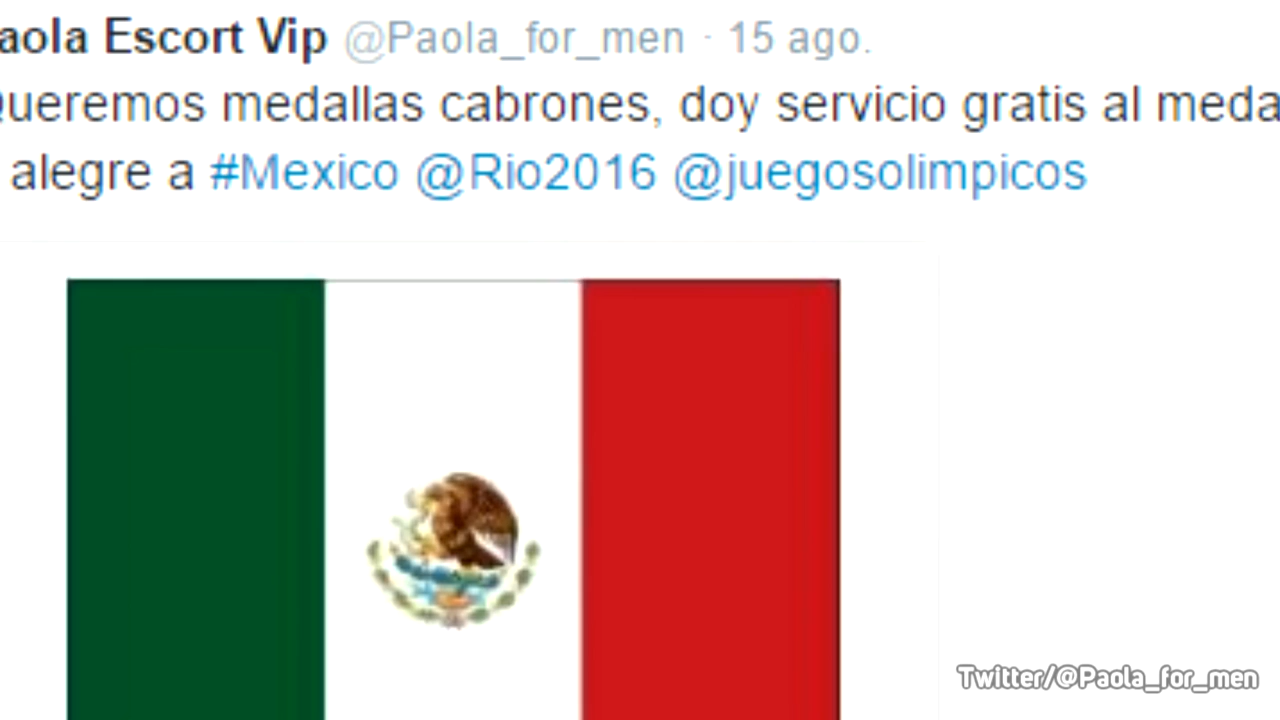 aola Escort Vip @Paola_for_men · 15 ago.
Queremos medallas cabrones, doy servicio gratis al meda
alegre a #Mexico @Rio2016 @juegosolimpicos
Twitter/@Paola_for_men